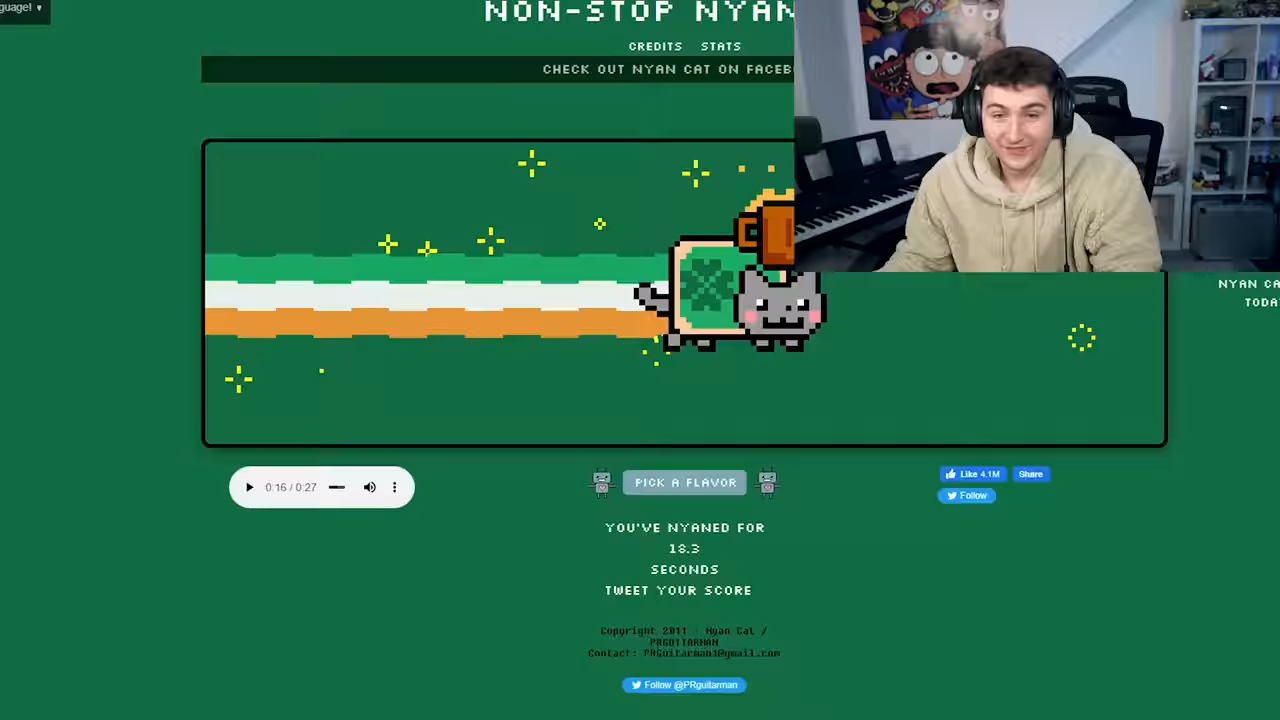 guage! ▾
NON-STOP NYAN
CREDITS STATS
CHECK OUT NYAN CAT ON FACEB
NYAN CA
TODA
0:16 / 0:27
PICK A FLAVOR
Like 4.1M Share
Follow
YOU'VE NYANED FOR
18.3
SECONDS
TWEET YOUR SCORE
Copyright 2011 - Nyan Cat /
PRGUITARMAN
Contact: PRGuitarman1@gmail.com
Follow @PRguitarman